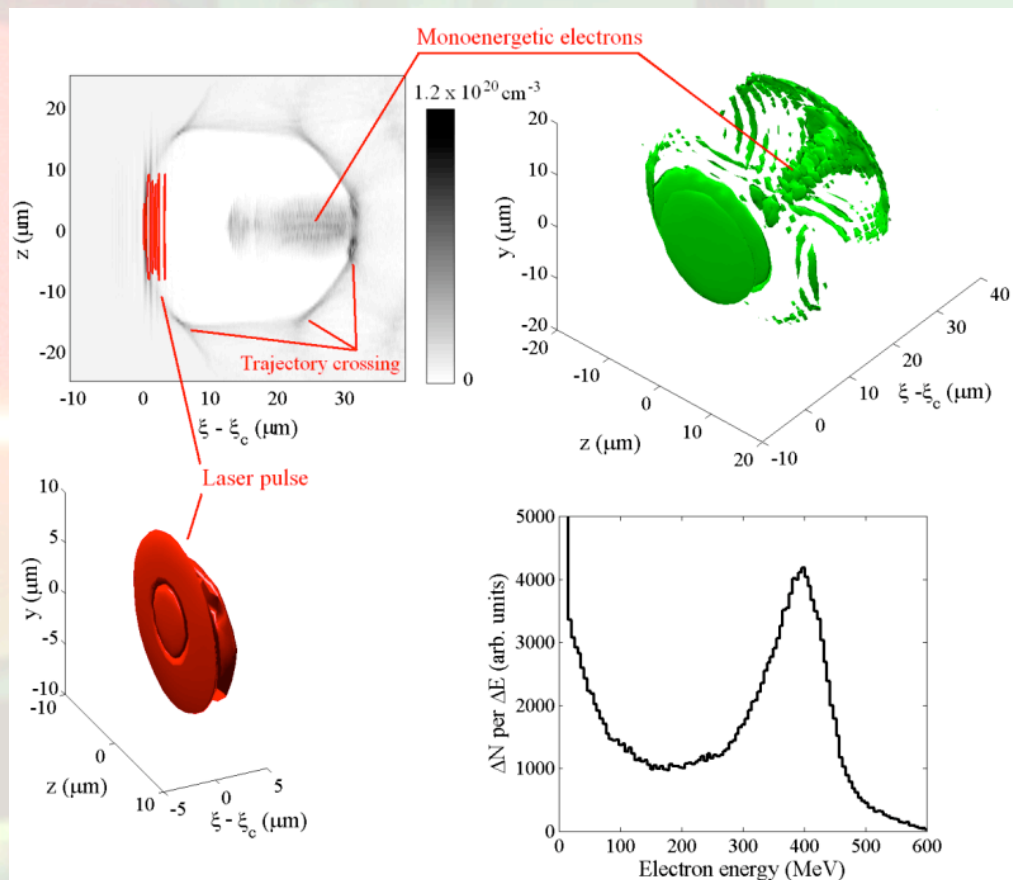 Monoenergetic electrons
1.2 x 10²⁰ cm⁻³
0
z (µm)
20
10
0
-10
-20
-10
0
10
20
30
ξ - ξc (µm)
Trajectory crossing
y (µm)
20
10
0
-10
-20
-20
-10
0
10
20
z (µm)
-10
0
10
20
30
40
ξ -ξc (µm)
Laser pulse
y (µm)
10
5
0
-5
-10
-10
0
10
z (µm)
-5
0
5
ξ - ξc (µm)
ΔN per ΔE (arb. units)
5000
4000
3000
2000
1000
0
0 100 200 300 400 500 600
Electron energy (MeV)